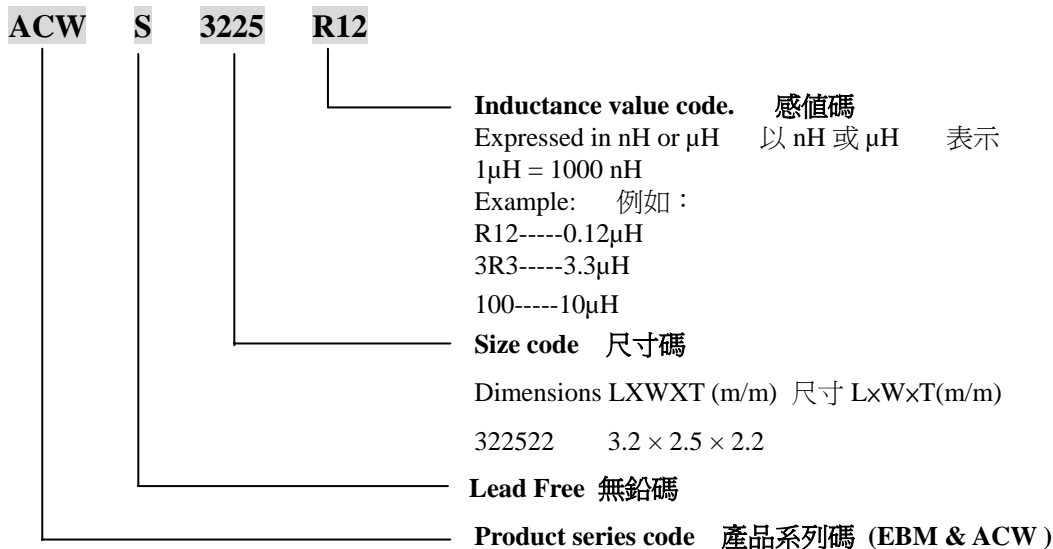 ACW S 3225 R12
Inductance value code. 感值碼
Expressed in nH or μH 以 nH 或 μH 表示
1μH = 1000 nH
Example: 例如：
R12-----0.12μH
3R3-----3.3μH
100-----10μH
Size code 尺寸碼
Dimensions LXWXT (m/m) 尺寸 L×W×T(m/m)
322522 3.2 × 2.5 × 2.2
Lead Free 無鉛碼
Product series code 產品系列碼 (EBM & ACW )